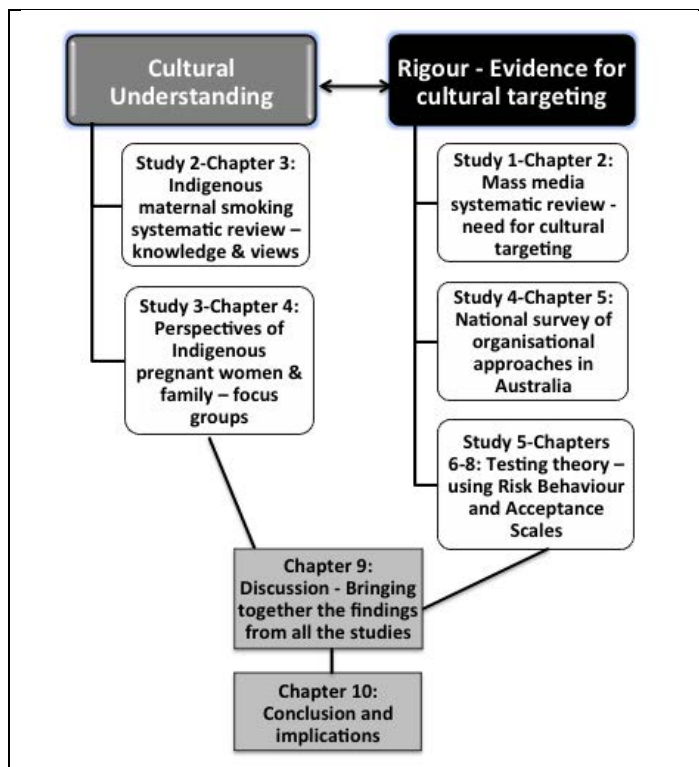 Cultural
Understanding
Rigour - Evidence for
cultural targeting
Study 2-Chapter 3:
Indigenous
maternal smoking
systematic review –
knowledge & views
Study 3-Chapter 4:
Perspectives of
Indigenous
pregnant women &
family – focus
groups
Study 1-Chapter 2:
Mass media
systematic review -
need for cultural
targeting
Study 4-Chapter 5:
National survey of
organisational
approaches in
Australia
Study 5-Chapters
6-8: Testing theory –
using Risk Behaviour
and Acceptance
Scales
Chapter 9:
Discussion - Bringing
together the findings
from all the studies
Chapter 10:
Conclusion and
implications